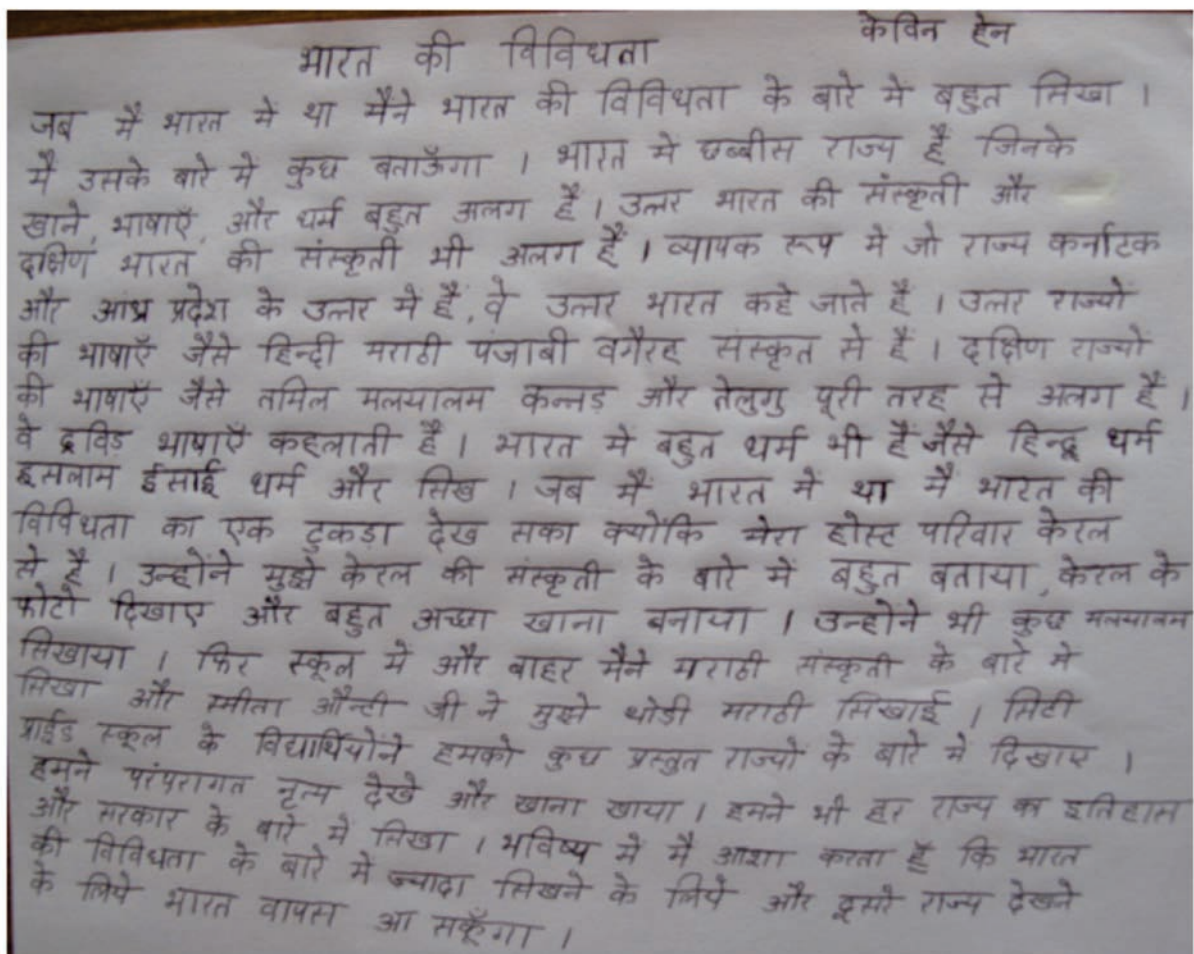 केविन हेन
भारत की विविधता
जब मै भारत मे था मैने भारत की विविधता के बारे मे बहुत सिखा ।
मै उसके बारे मे कुछ बताऊँगा । भारत मे छब्बीस राज्य हैं जिनके
खाने, भाषाएँ, और धर्म बहुत अलग हैं । उत्तर भारत की संस्कृती और
दक्षिण भारत की संस्कृती भी अलग हैं । व्यापक रूप मे जो राज्य कर्नाटक
और आंध्र प्रदेश के उत्तर में हैं, वे उत्तर भारत कहे जाते हैं । उत्तर राज्यों
की भाषाएँ जैसे हिन्दी मराठी पंजाबी वगैरह संस्कृत से हैं । दक्षिण राज्यो
की भाषाएँ जैसे तमिल मलयालम कन्नड़ और तेलुगु पूरी तरह से अलग हैं ।
वे द्रविड़ भाषाएँ कहलाती हैं । भारत मे बहुत धर्म भी हैं जैसे हिन्दू धर्म
इसलाम ईसाई धर्म और सिख । जब मैं भारत में था मैं भारत की
विविधता का एक टुकड़ा देख सका क्योंकि मेरा होस्ट परिवार केरल
से है । उन्होंने मुझे केरल की संस्कृती के बारे में बहुत बताया, केरल के
फोटो दिखाए और बहुत अच्छा खाना बनाया । उन्होने भी कुछ मलयालम
सिखाया । फिर स्कूल मे और बाहर मैने मराठी संस्कृती के बारे मे
सिखा और स्मीता ऑन्टी जी ने मुझे थोडी मराठी सिखाई । सिटी
प्राईड स्कूल के विद्यार्थियोंने हमको कुछ प्रस्तुत राज्यो के बारे मे दिखाए ।
हमने परंपरागत नृत्य देखे और खाना खाया । हमने भी हर राज्य का इतिहास
और सरकार के बारे में सिखा । भविष्य में मै आशा करता हूँ कि भारत
की विविधता के बारे में ज्यादा सिखने के लिये और दूसरे राज्य देखने
के लिये भारत वापस आ सकूँगा ।